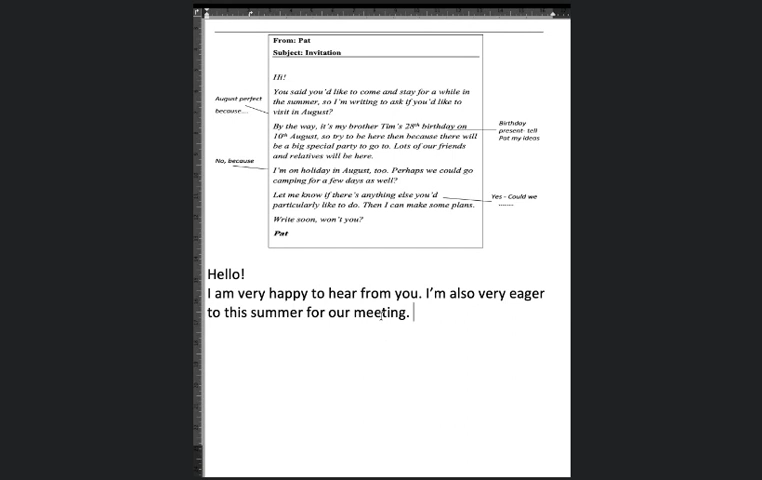 From: Pat
Subject: Invitation
Hi!
You said you'd like to come and stay for a while in
the summer, so I'm writing to ask if you'd like to
visit in August?
August perfect
because...
By the way, it's my brother Tim's 28th birthday on
10th August, so try to be here then because there will
be a big special party to go to. Lots of our friends
and relatives will be here.
Birthday
present- tell
Pat my ideas
No, because
I'm on holiday in August, too. Perhaps we could go
camping for a few days as well?
Let me know if there's anything else you'd
particularly like to do. Then I can make some plans.
Yes - Could we
.......
Write soon, won't you?
Pat
Hello!
I am very happy to hear from you. I'm also very eager
to this summer for our meeting.